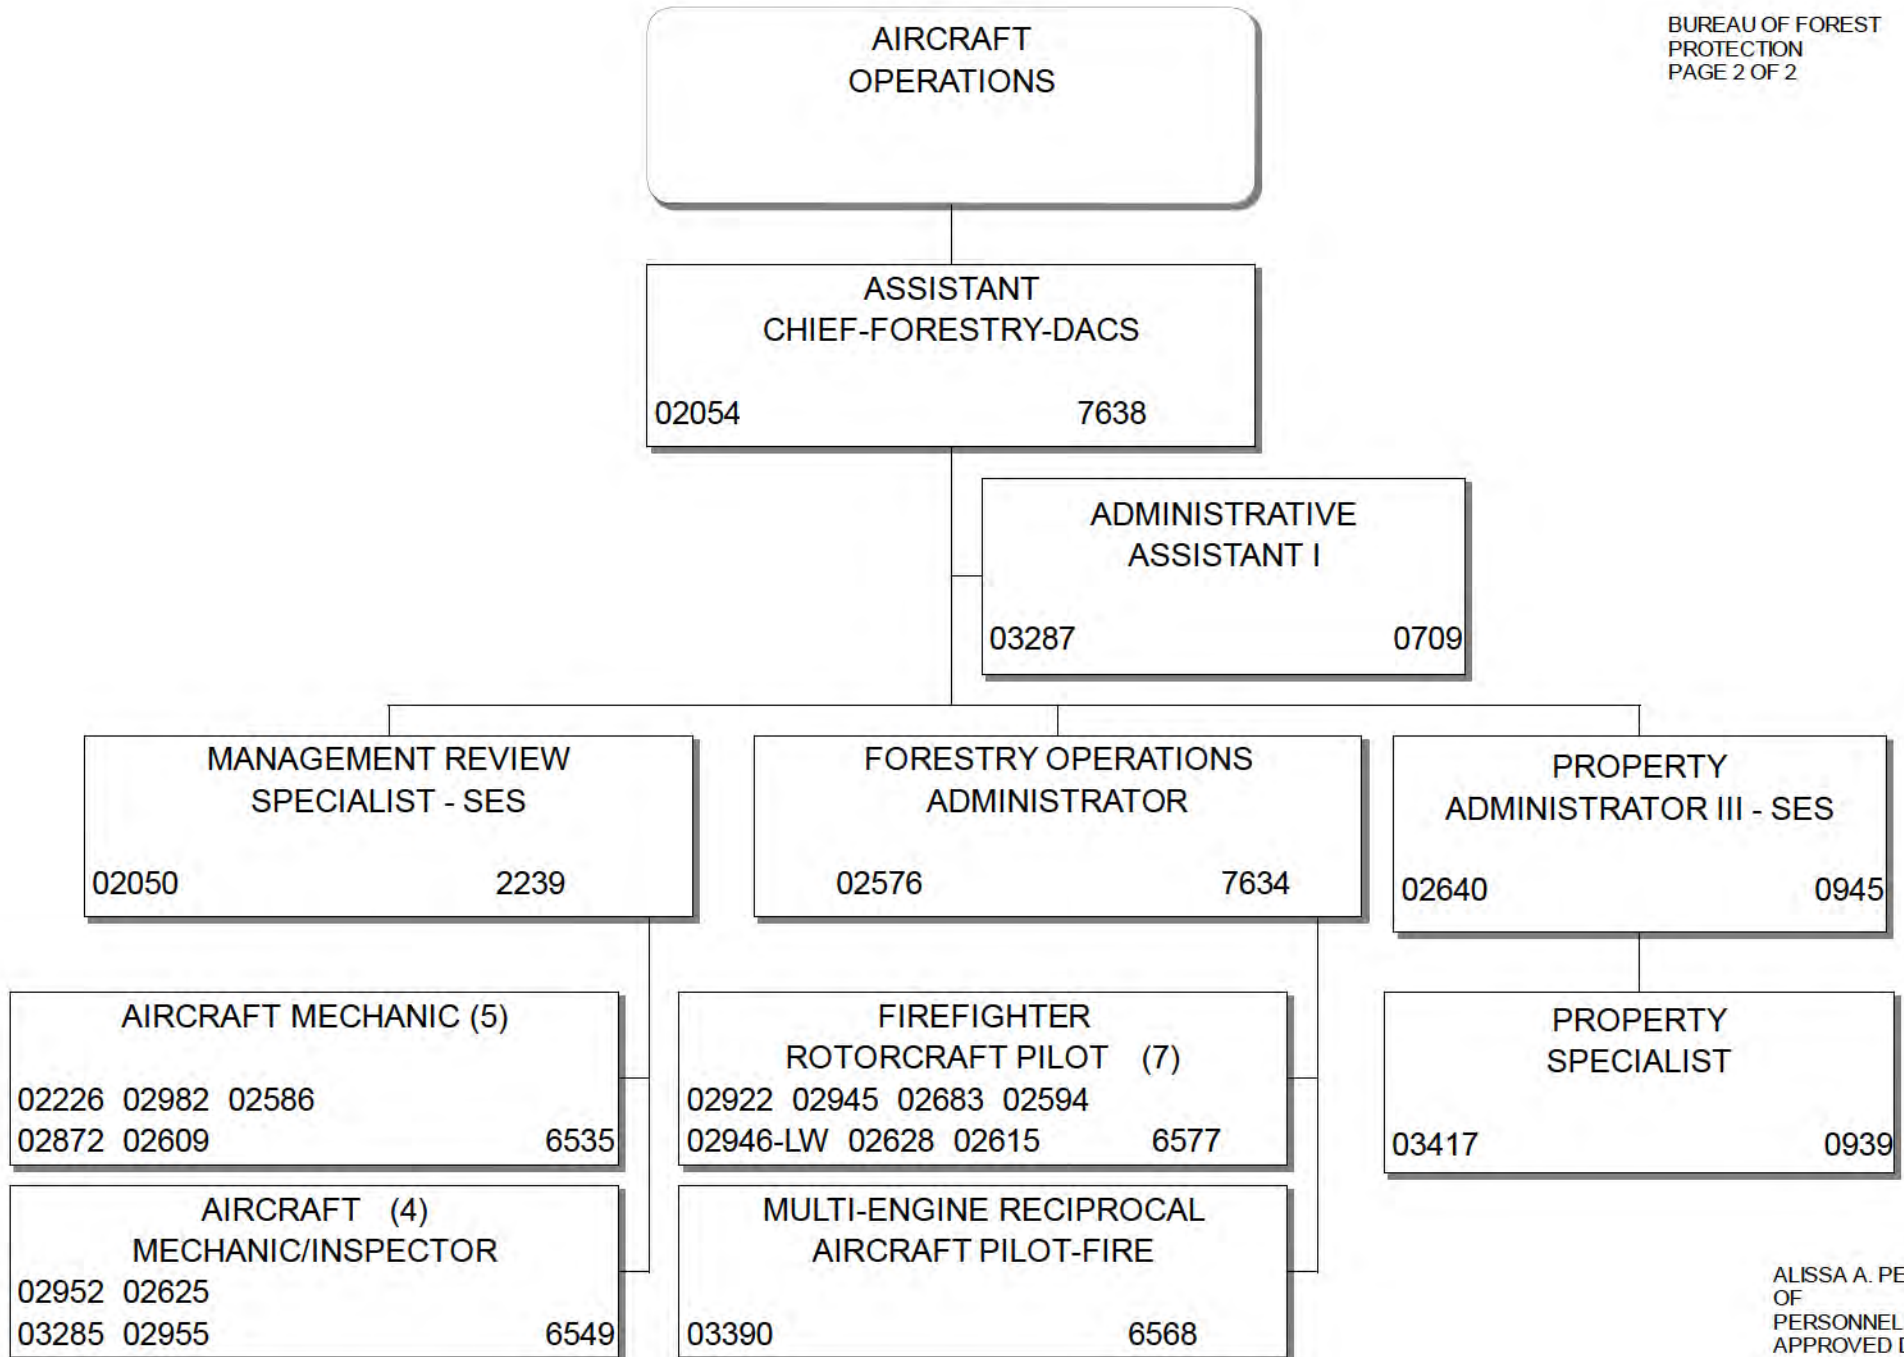 BUREAU OF FOREST
PROTECTION
PAGE 2 OF 2
AIRCRAFT
OPERATIONS
ASSISTANT
CHIEF-FORESTRY-DACS
02054 7638
ADMINISTRATIVE
ASSISTANT I
03287 0709
MANAGEMENT REVIEW
SPECIALIST - SES
02050 2239
FORESTRY OPERATIONS
ADMINISTRATOR
02576 7634
PROPERTY
ADMINISTRATOR III - SES
02640 0945
AIRCRAFT MECHANIC (5)
02226 02982 02586
02872 02609 6535
FIREFIGHTER
ROTORCRAFT PILOT (7)
02922 02945 02683 02594
02946-LW 02628 02615 6577
PROPERTY
SPECIALIST
03417 0939
AIRCRAFT (4)
MECHANIC/INSPECTOR
02952 02625
03285 02955 6549
MULTI-ENGINE RECIPROCAL
AIRCRAFT PILOT-FIRE
03390 6568
ALISSA A.
OF
PERSONNEL
APPROVED